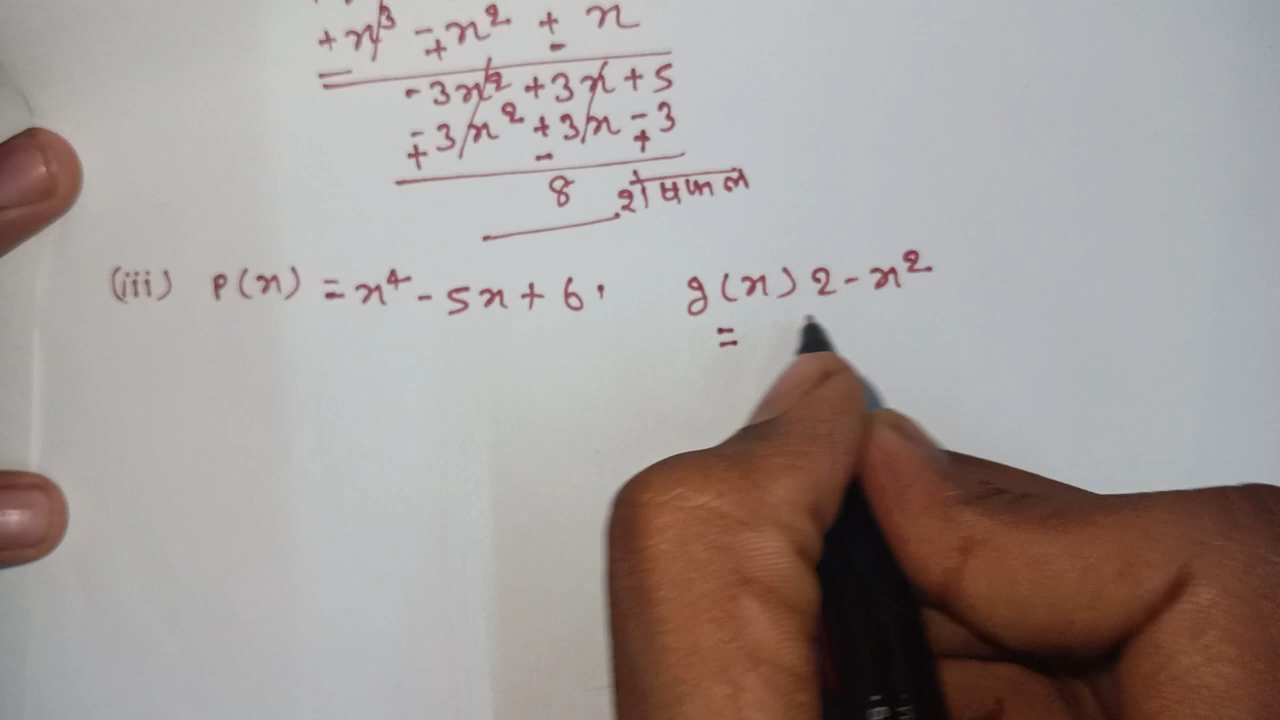 +x³ -+x² +- x
-3x² +3x +5
-+3x² +-3x -+3
8 शेषफल
(iii) P(x) = x⁴ - 5x + 6, g(x) 2 - x²
=